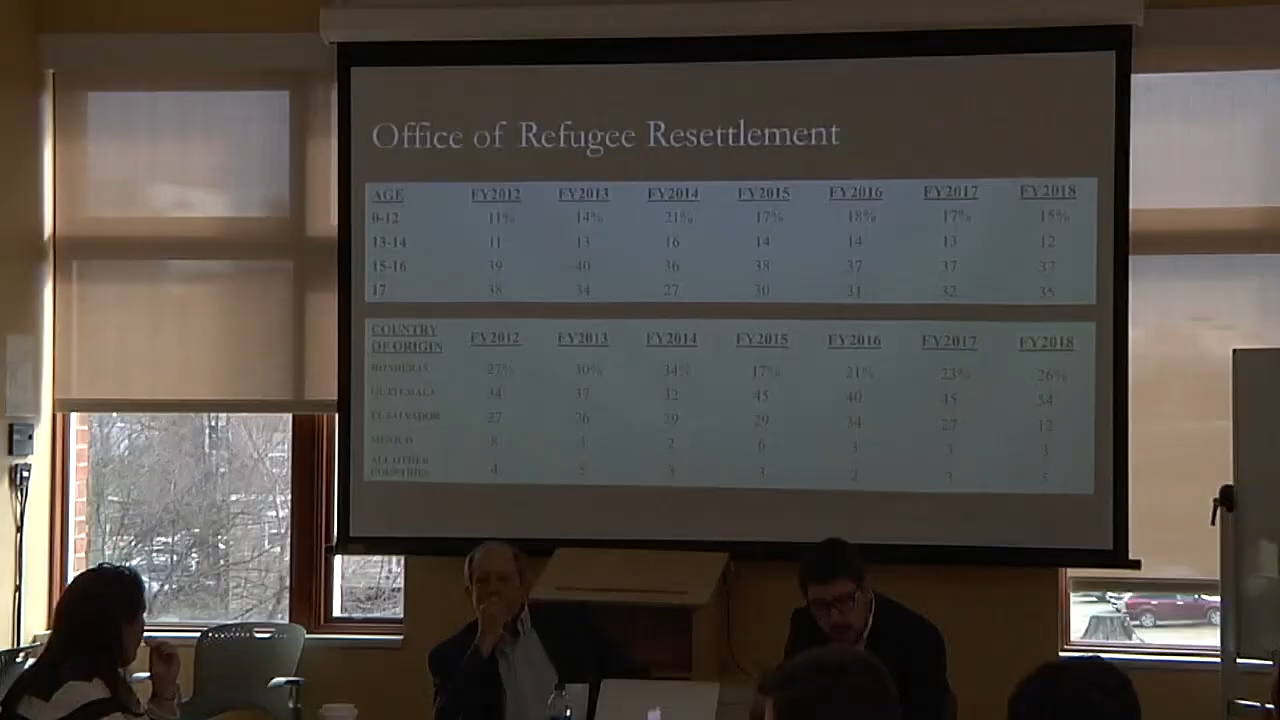 Office of Refugee Resettlement
AGE FY2012 FY2013 FY2014 FY2015 FY2016 FY2017 FY2018
0-12 11% 14% 21% 17% 18% 17% 15%
13-14 11 13 16 14 14 13 12
15-16 39 40 36 38 37 37 37
17 38 34 27 30 31 32 35
COUNTRY FY2012 FY2013 FY2014 FY2015 FY2016 FY2017 FY2018
OF ORIGIN
HONDURAS 27% 30% 34% 17% 21% 23% 26%
GUATEMALA 34 37 32 45 40 45 54
EL SALVADOR 27 26 29 29 34 27 12
MEXICO 8 3 2 6 3 3 3
ALL OTHER
COUNTRIES 4 5 3 3 2 3 5